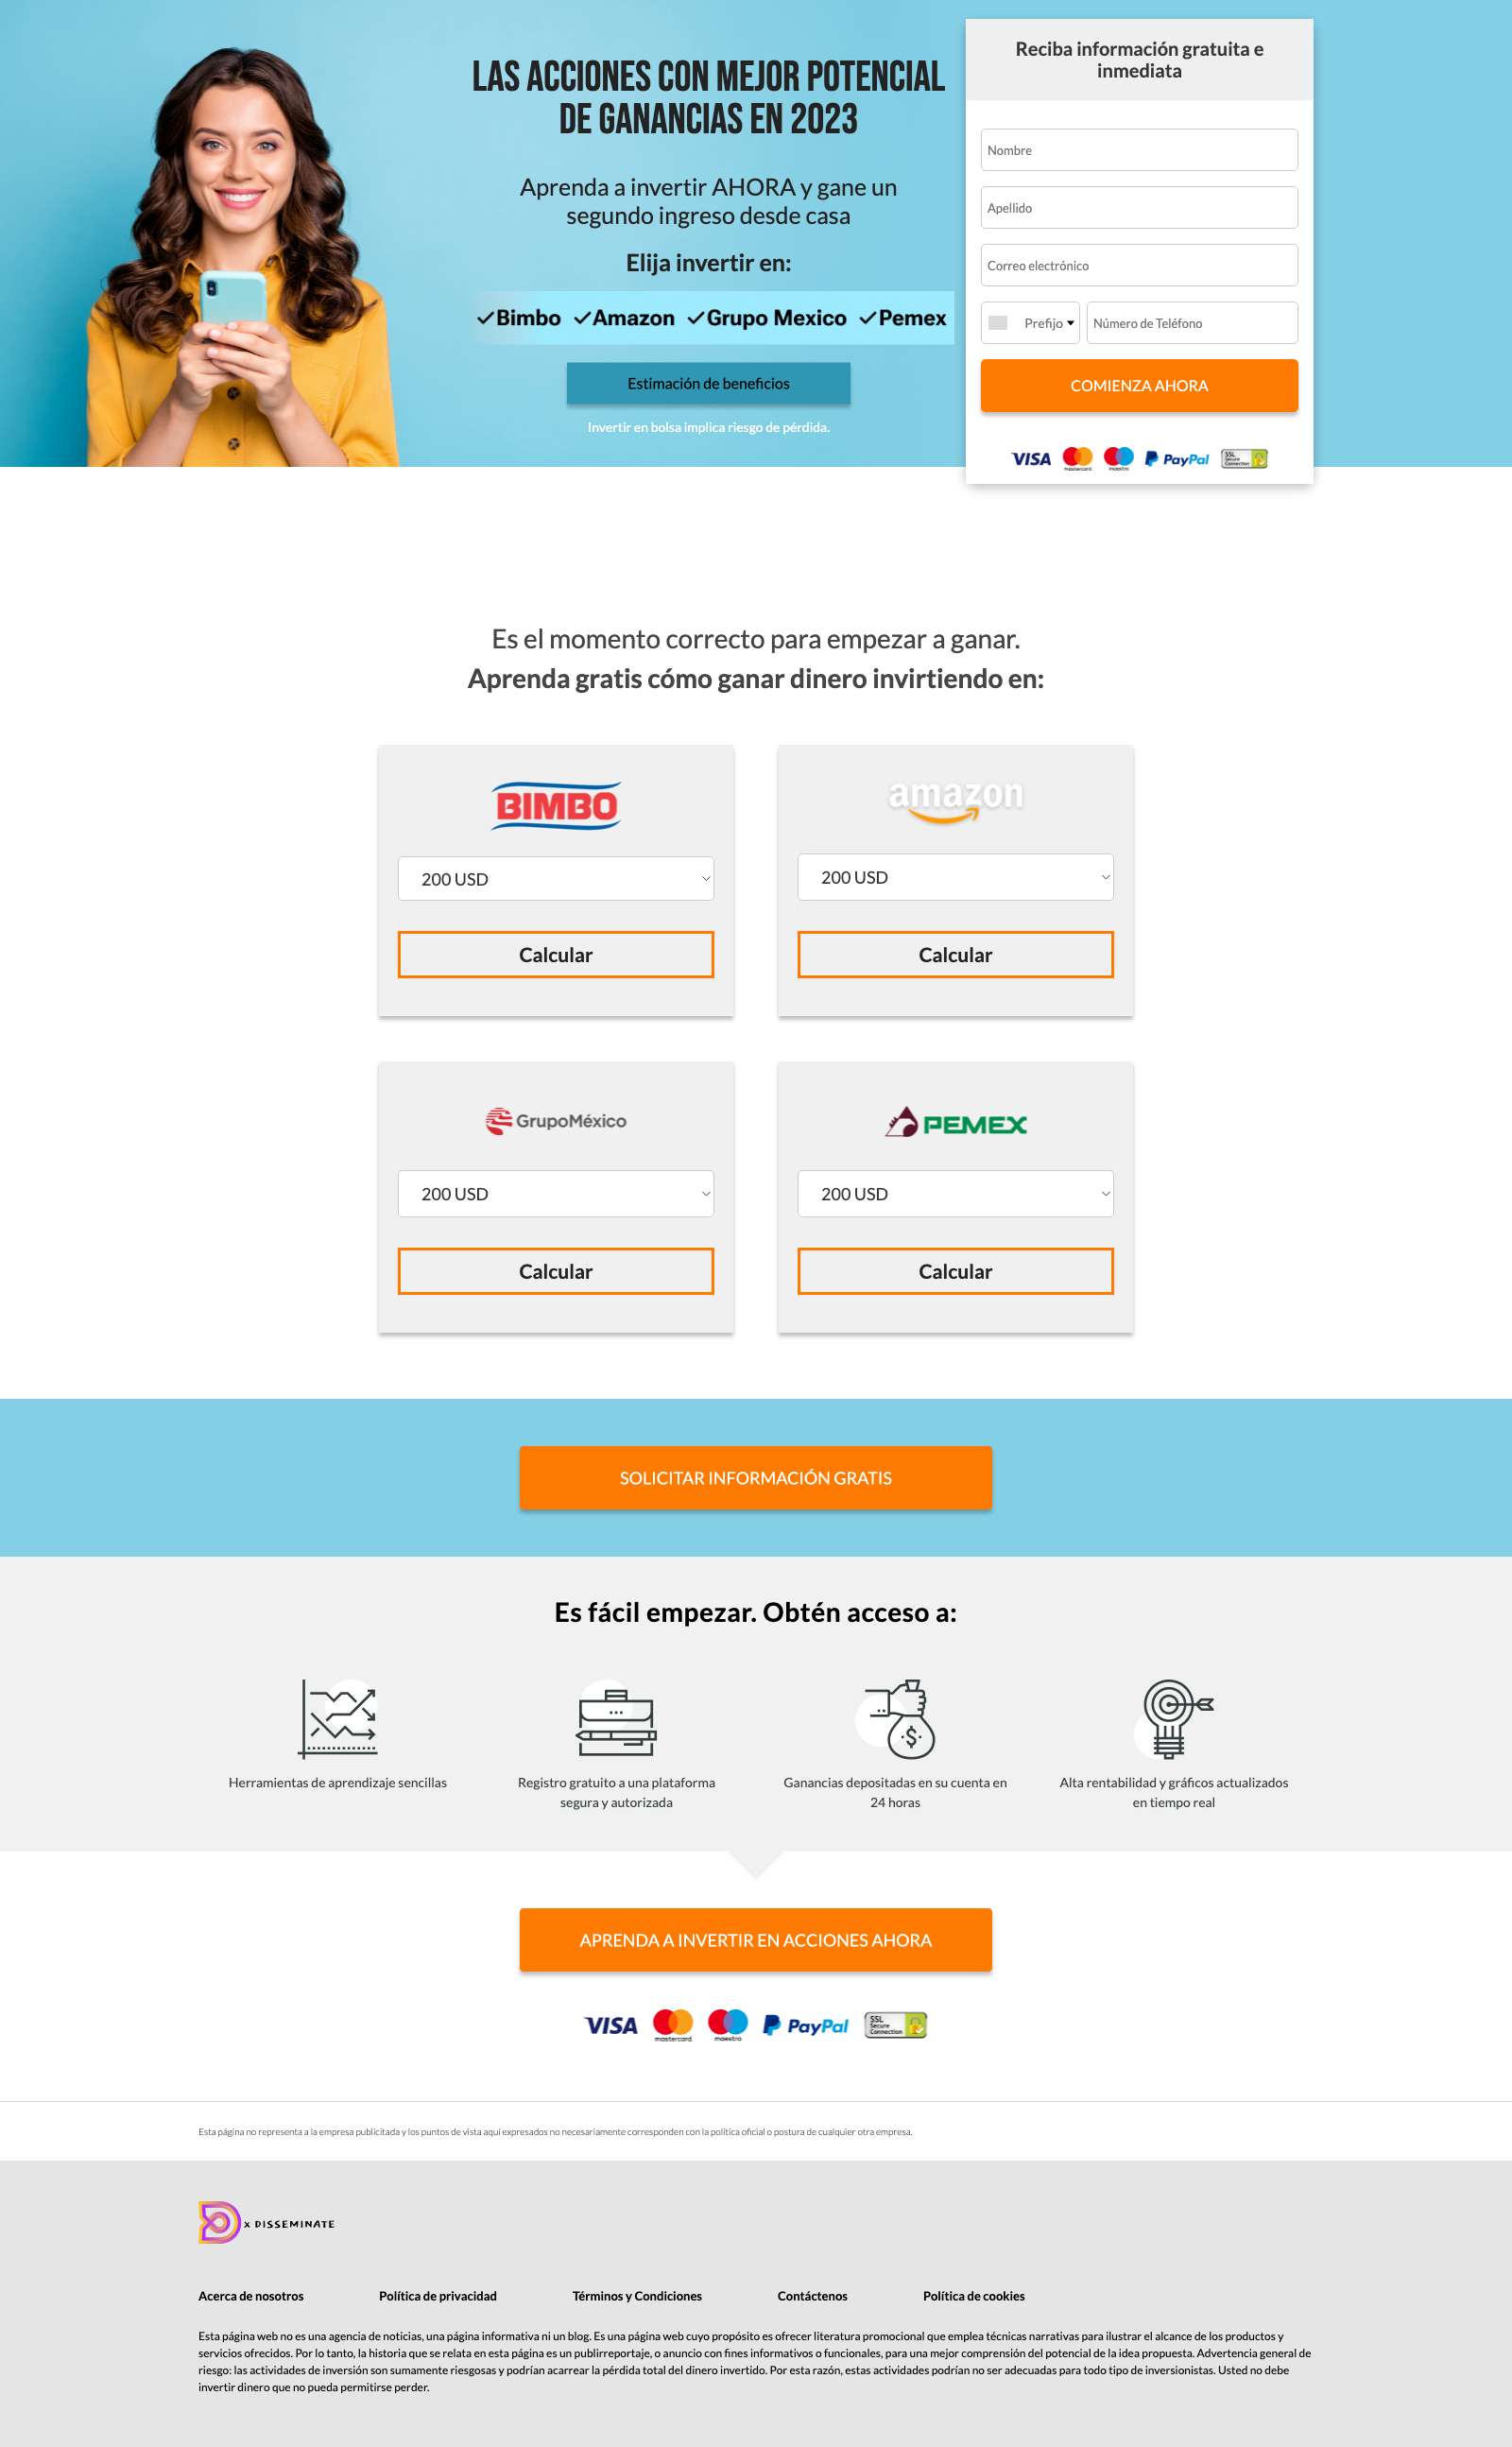 LAS ACCIONES CON MEJOR POTENCIAL
DE GANANCIAS EN 2023
Aprenda a invertir AHORA y gane un
segundo ingreso desde casa
Elija invertir en:
Bimbo Amazon Grupo Mexico Pemex
Estimación de beneficios
Invertir en bolsa implica riesgo de pérdida.
Reciba información gratuita e
inmediata
Nombre
Apellido
Correo electrónico
Prefijo Número de Teléfono
COMIENZA AHORA
VISA mastercard maestro PayPal SSL Secure Connection
Es el momento correcto para empezar a ganar.
Aprenda gratis cómo ganar dinero invirtiendo en:
BIMBO
200 USD
Calcular
amazon
200 USD
Calcular
GrupoMéxico
200 USD
Calcular
PEMEX
200 USD
Calcular
SOLICITAR INFORMACIÓN GRATIS
Es fácil empezar. Obtén acceso a:
Herramientas de aprendizaje sencillas
Registro gratuito a una plataforma
segura y autorizada
Ganancias depositadas en su cuenta en
24 horas
Alta rentabilidad y gráficos actualizados
en tiempo real
APRENDA A INVERTIR EN ACCIONES AHORA
VISA mastercard maestro PayPal SSL Secure Connection
Esta página no representa a la empresa publicitada y los puntos de vista aquí expresados no necesariamente corresponden con la política oficial o postura de cualquier otra empresa.
x DISSEMINATE
Acerca de nosotros Política de privacidad Términos y Condiciones Contáctenos Política de cookies
Esta página web no es una agencia de noticias, una página informativa ni un blog. Es una página web cuyo propósito es ofrecer literatura promocional que emplea técnicas narrativas para ilustrar el alcance de los productos y
servicios ofrecidos. Por lo tanto, la historia que se relata en esta página es un publirreportaje, o anuncio con fines informativos o funcionales, para una mejor comprensión del potencial de la idea propuesta. Advertencia general de
riesgo: las actividades de inversión son sumamente riesgosas y podrían acarrear la pérdida total del dinero invertido. Por esta razón, estas actividades podrían no ser adecuadas para todo tipo de inversionistas. Usted no debe
invertir dinero que no pueda permitirse perder.